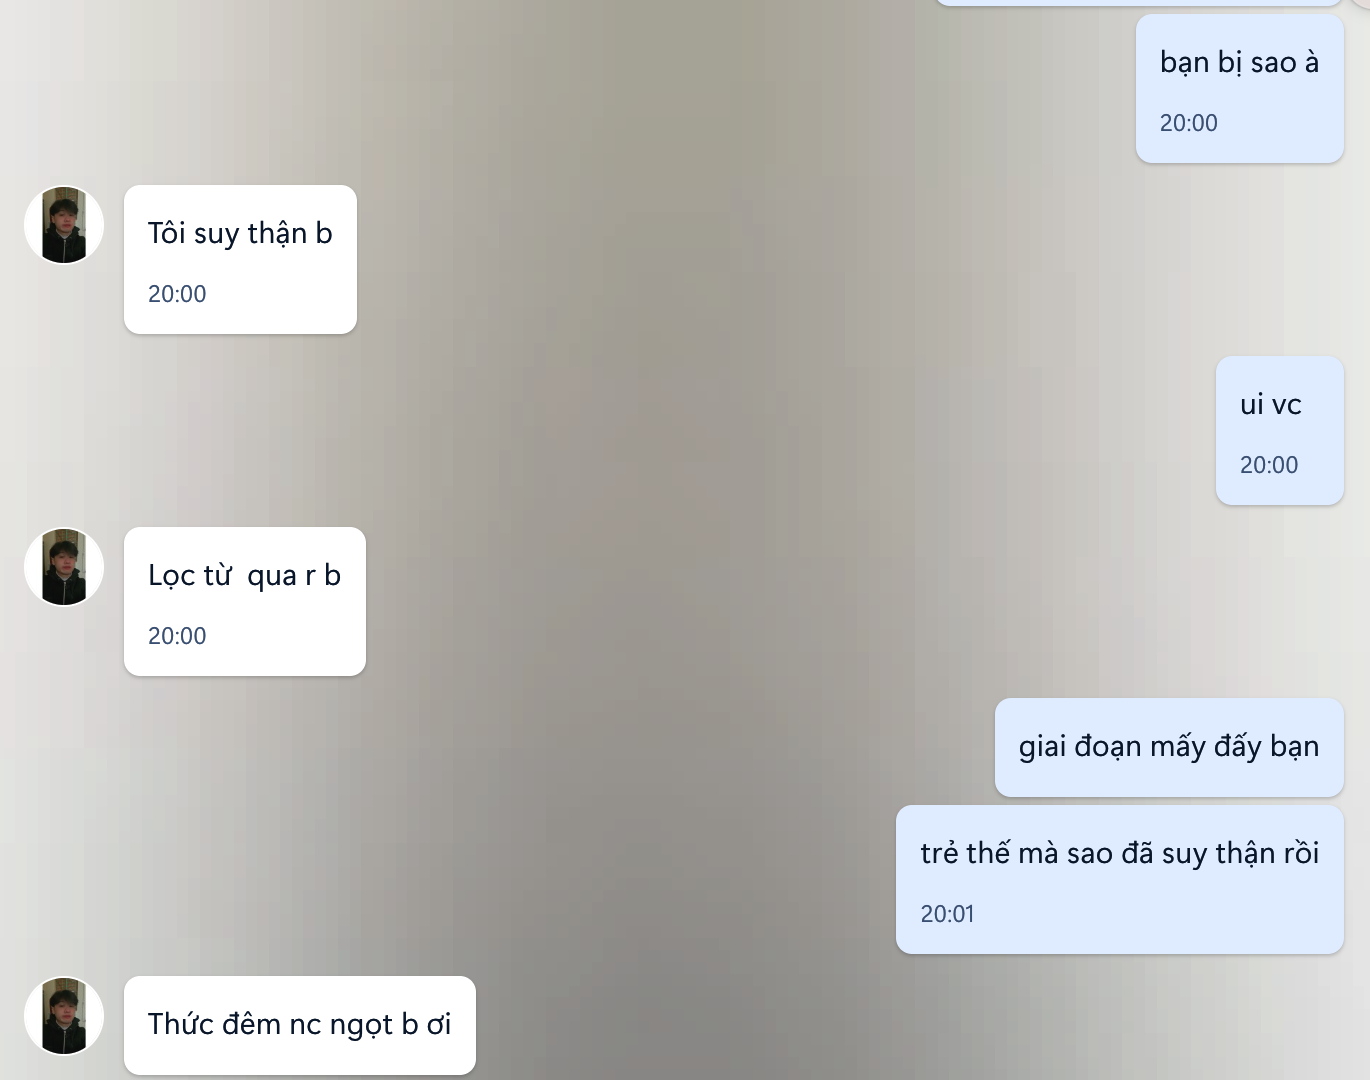 bạn bị sao à
20:00
Tôi suy thận b
20:00
ui vc
20:00
Lọc từ  qua r b
20:00
giai đoạn mấy đấy bạn
trẻ thế mà sao đã suy thận rồi
20:01
Thức đêm nc ngọt b ơi